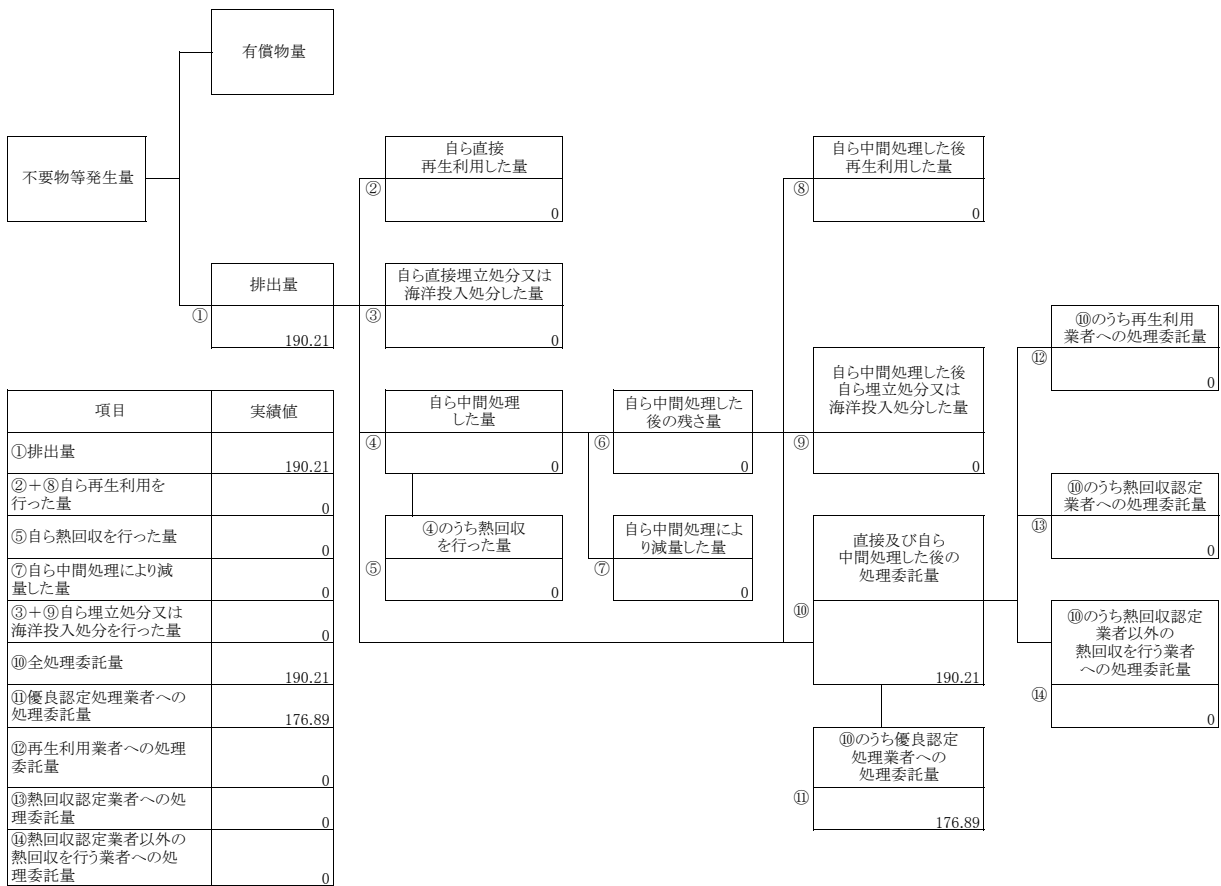 有償物量
不要物等発生量
排出量
①
190.21
自ら直接
再生利用した量
②
0
自ら直接埋立処分又は
海洋投入処分した量
③
0
自ら中間処理
した量
④
0
④のうち熱回収
を行った量
⑤
0
自ら中間処理した
後の残さ量
⑥
0
自ら中間処理によ
り減量した量
⑦
0
自ら中間処理した後
再生利用した量
⑧
0
自ら中間処理した後
自ら埋立処分又は
海洋投入処分した量
⑨
0
直接及び自ら
中間処理した後の
処理委託量
⑩
190.21
⑩のうち優良認定
処理業者への
処理委託量
⑪
176.89
⑩のうち再生利用
業者への処理委託量
⑫
0
⑩のうち熱回収認定
業者への処理委託量
⑬
0
⑩のうち熱回収認定
業者以外の
熱回収を行う業者
への処理委託量
⑭
0
項目 実績値
①排出量
190.21
②+⑧自ら再生利用を
行った量
0
⑤自ら熱回収を行った量
0
⑦自ら中間処理により減
量した量
0
③+⑨自ら埋立処分又は
海洋投入処分を行った量
0
⑩全処理委託量
190.21
⑪優良認定処理業者への
処理委託量
176.89
⑫再生利用業者への処理
委託量
0
⑬熱回収認定業者への処
理委託量
0
⑭熱回収認定業者以外の
熱回収を行う業者への処
理委託量
0